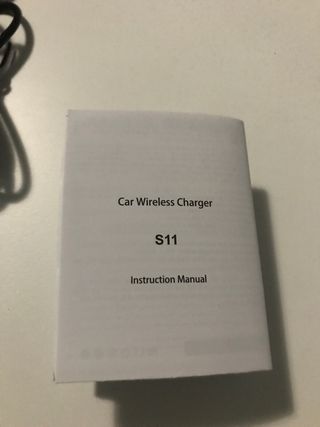 Car Wireless Charger
S11
Instruction Manual